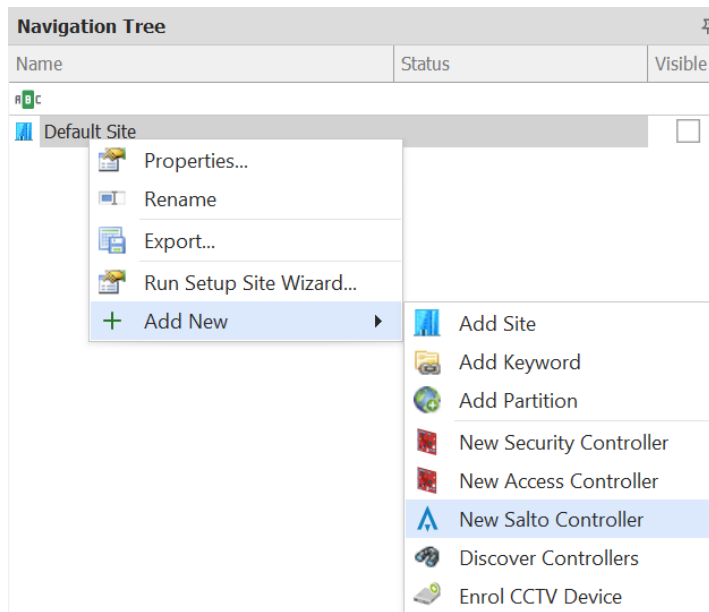 Navigation Tree
Name Status Visible
ABC
Default Site
Properties...
Rename
Export...
Run Setup Site Wizard...
Add New
Add Site
Add Keyword
Add Partition
New Security Controller
New Access Controller
New Salto Controller
Discover Controllers
Enrol CCTV Device